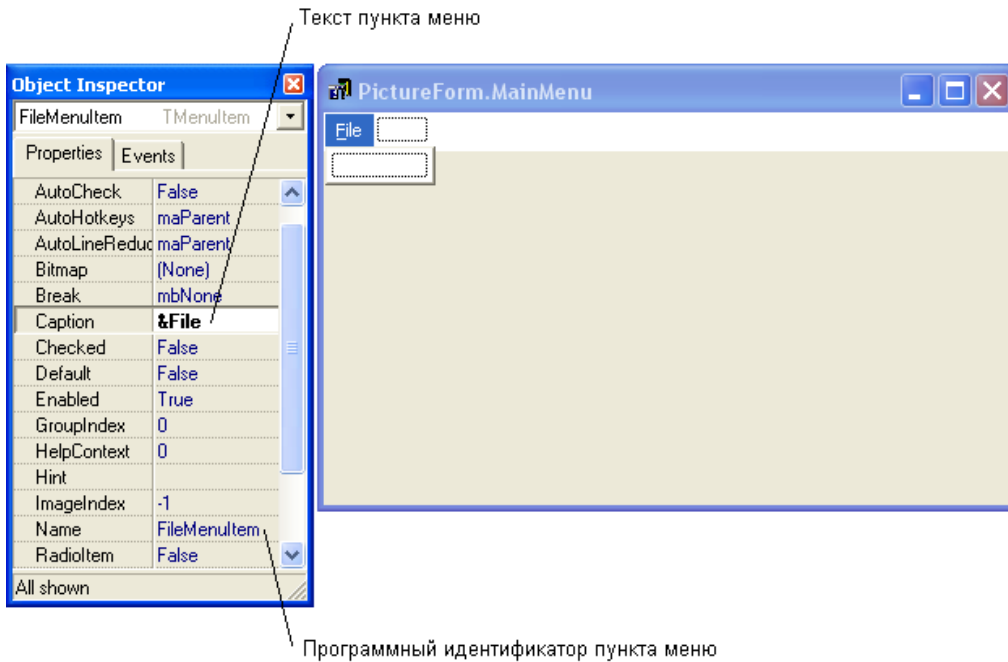 Текст пункта меню
Object Inspector
PictureForm.MainMenu
FileMenuItem TMenuItem
File
Properties Events
AutoCheck False
AutoHotkeys maParent
AutoLineReduc maParent
Bitmap (None)
Break mbNone
Caption &File
Checked False
Default False
Enabled True
GroupIndex 0
HelpContext 0
Hint
ImageIndex -1
Name FileMenuItem
RadioItem False
All shown
Программный идентификатор пункта меню